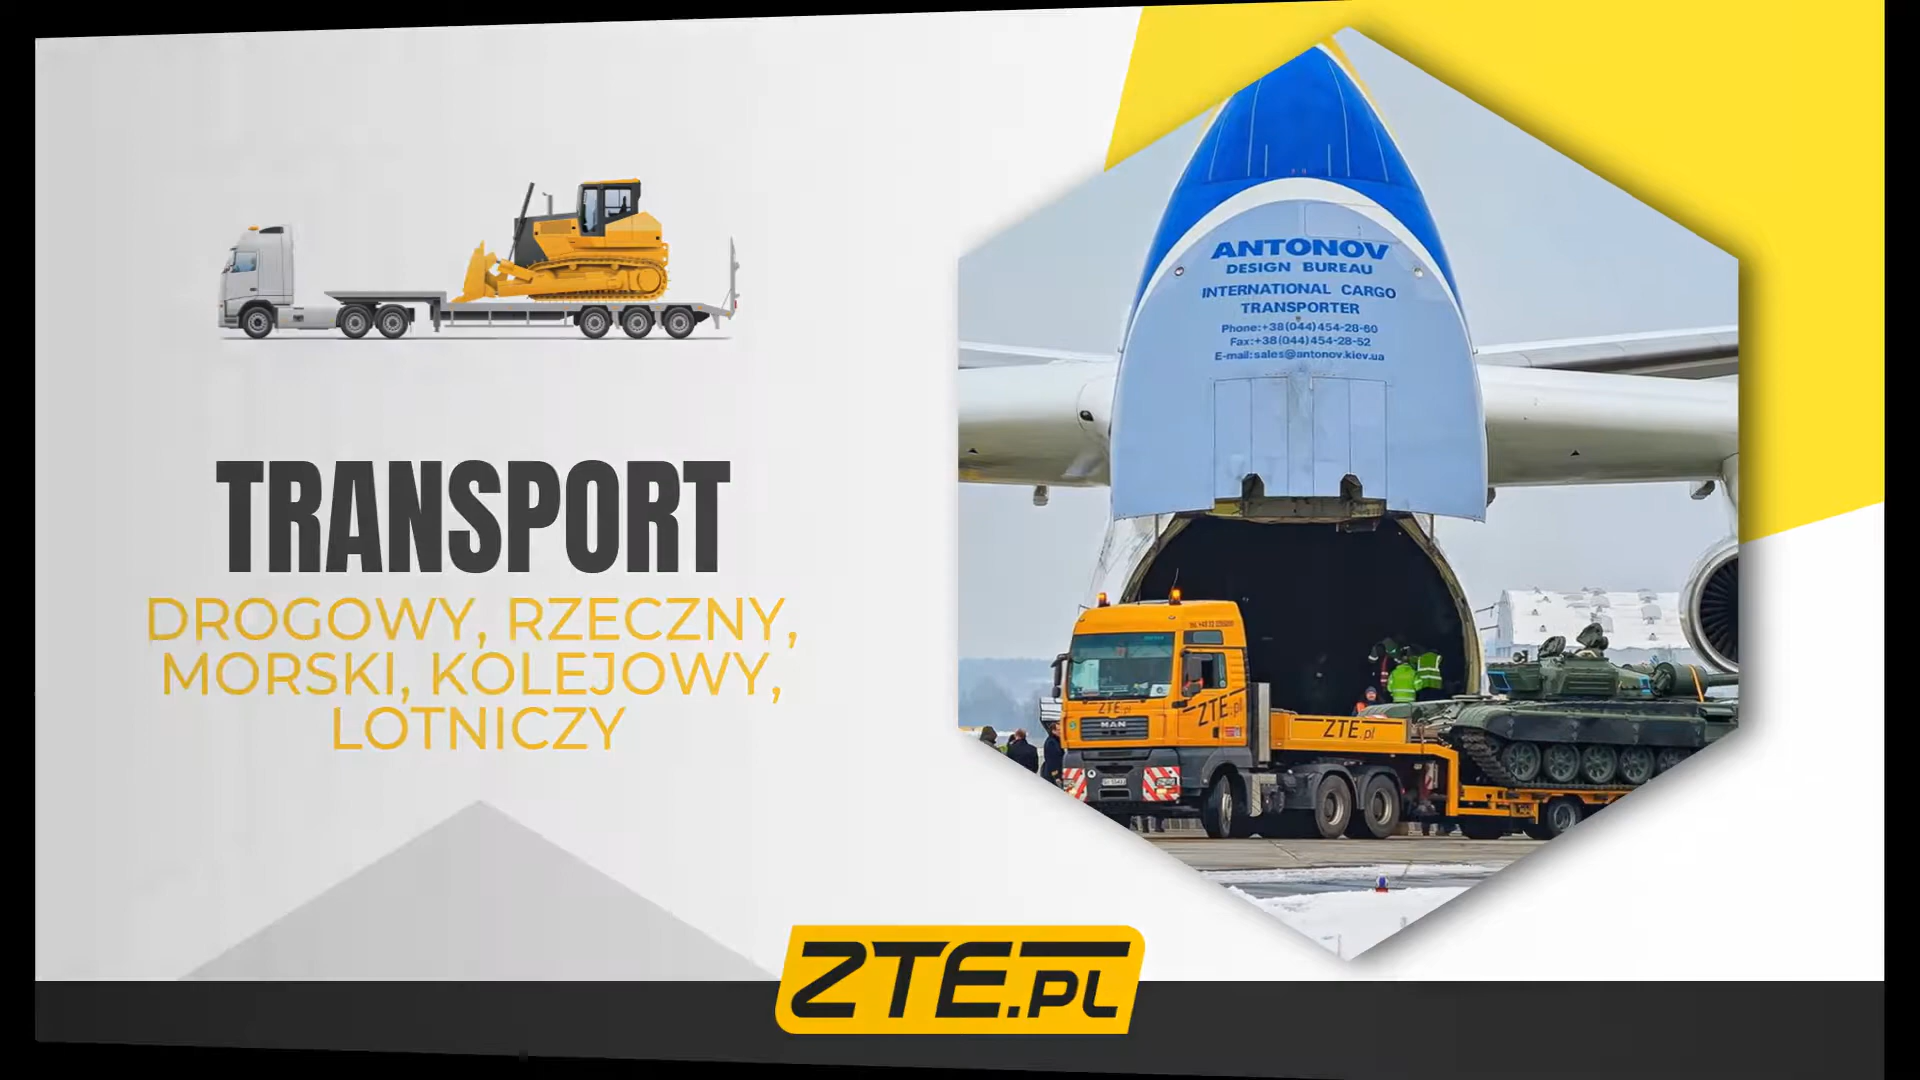 TRANSPORT
DROGOWY, RZECZNY,
MORSKI, KOLEJOWY,
LOTNICZY
ANTONOV
DESIGN BUREAU
INTERNATIONAL CARGO
TRANSPORTER
Phone:+38(044)454-28-60
Fax:+38(044)454-28-52
E-mail:sales@antonov.kiev.ua
ZTE.pl
MAN
ZTE.pl
ZTE.pl
ZTE.PL